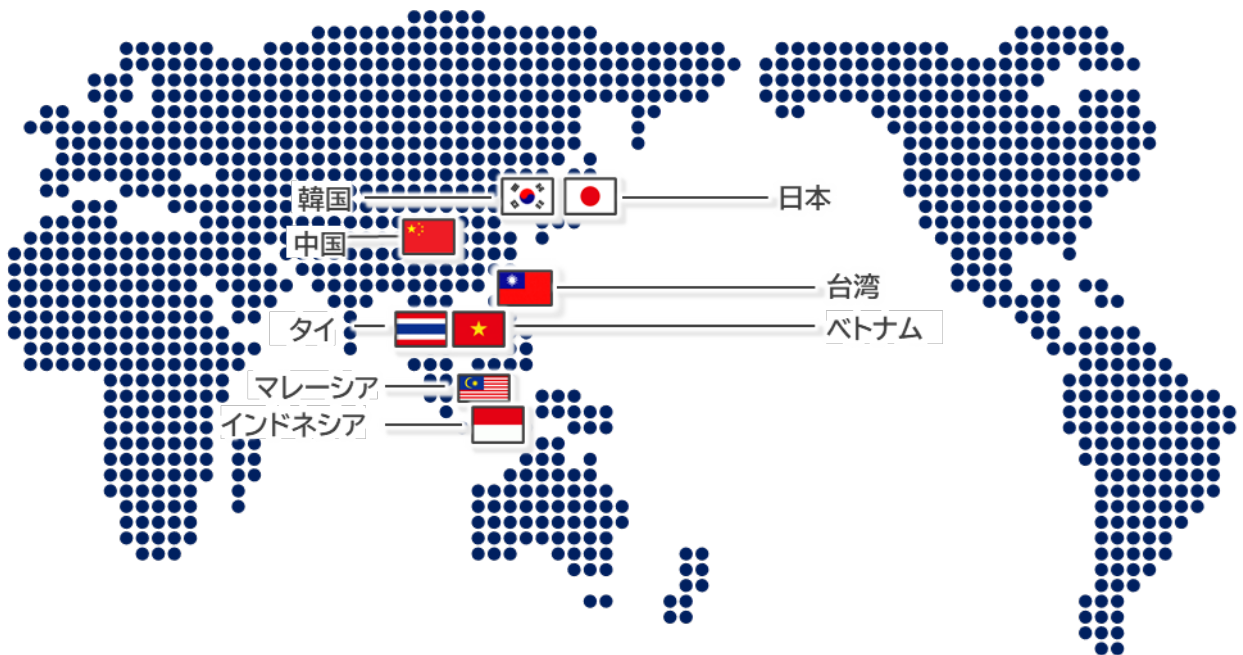 韓国
日本
中国
台湾
タイ
ベトナム
マレーシア
インドネシア